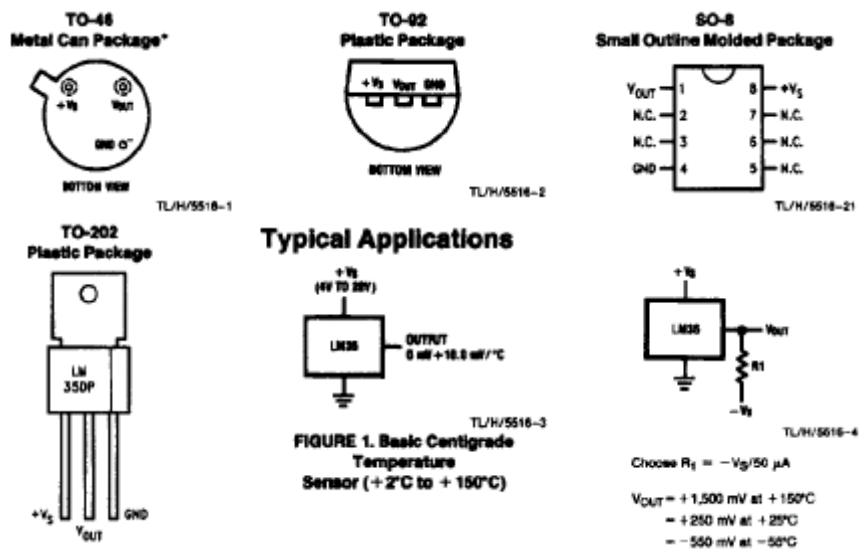 TO-46
Metal Can Package*
+VS
VOUT
GND
BOTTOM VIEW
TL/H/5516-1
TO-92
Plastic Package
+VS VOUT GND
BOTTOM VIEW
TL/H/5516-2
SO-8
Small Outline Molded Package
VOUT 1 8 +VS
N.C. 2 7 N.C.
N.C. 3 6 N.C.
GND 4 5 N.C.
TL/H/5516-21
TO-202
Plastic Package
LM
35DP
+VS
VOUT
GND
Typical Applications
+VS
(4V TO 20V)
LM35
OUTPUT
0 mV+10.0 mV/°C
TL/H/5516-3
FIGURE 1. Basic Centigrade
Temperature
Sensor (+2°C to +150°C)
+VS
LM35
VOUT
R1
-VS
TL/H/5516-4
Choose R1 = -VS/50 µA
VOUT = +1,500 mV at +150°C
= +250 mV at +25°C
= -550 mV at -55°C